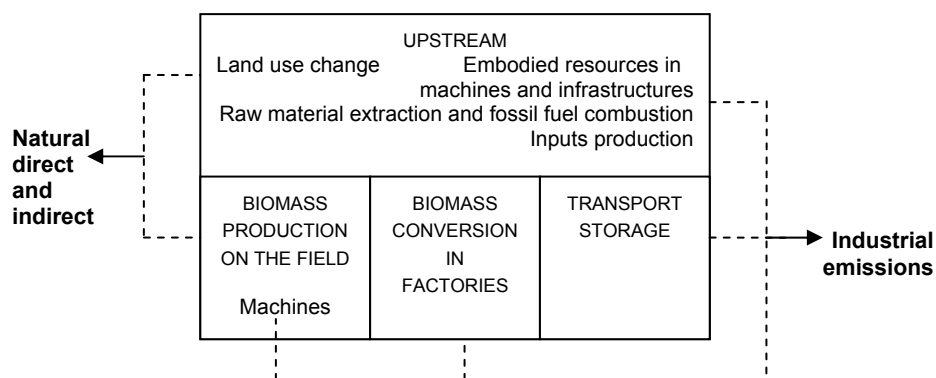 UPSTREAM
Land use change
Embodied resources in
machines and infrastructures
Raw material extraction and fossil fuel combustion
Inputs production
Natural
direct
and
indirect
BIOMASS
PRODUCTION
ON THE FIELD
Machines
BIOMASS
CONVERSION
IN
FACTORIES
TRANSPORT
STORAGE
Industrial
emissions